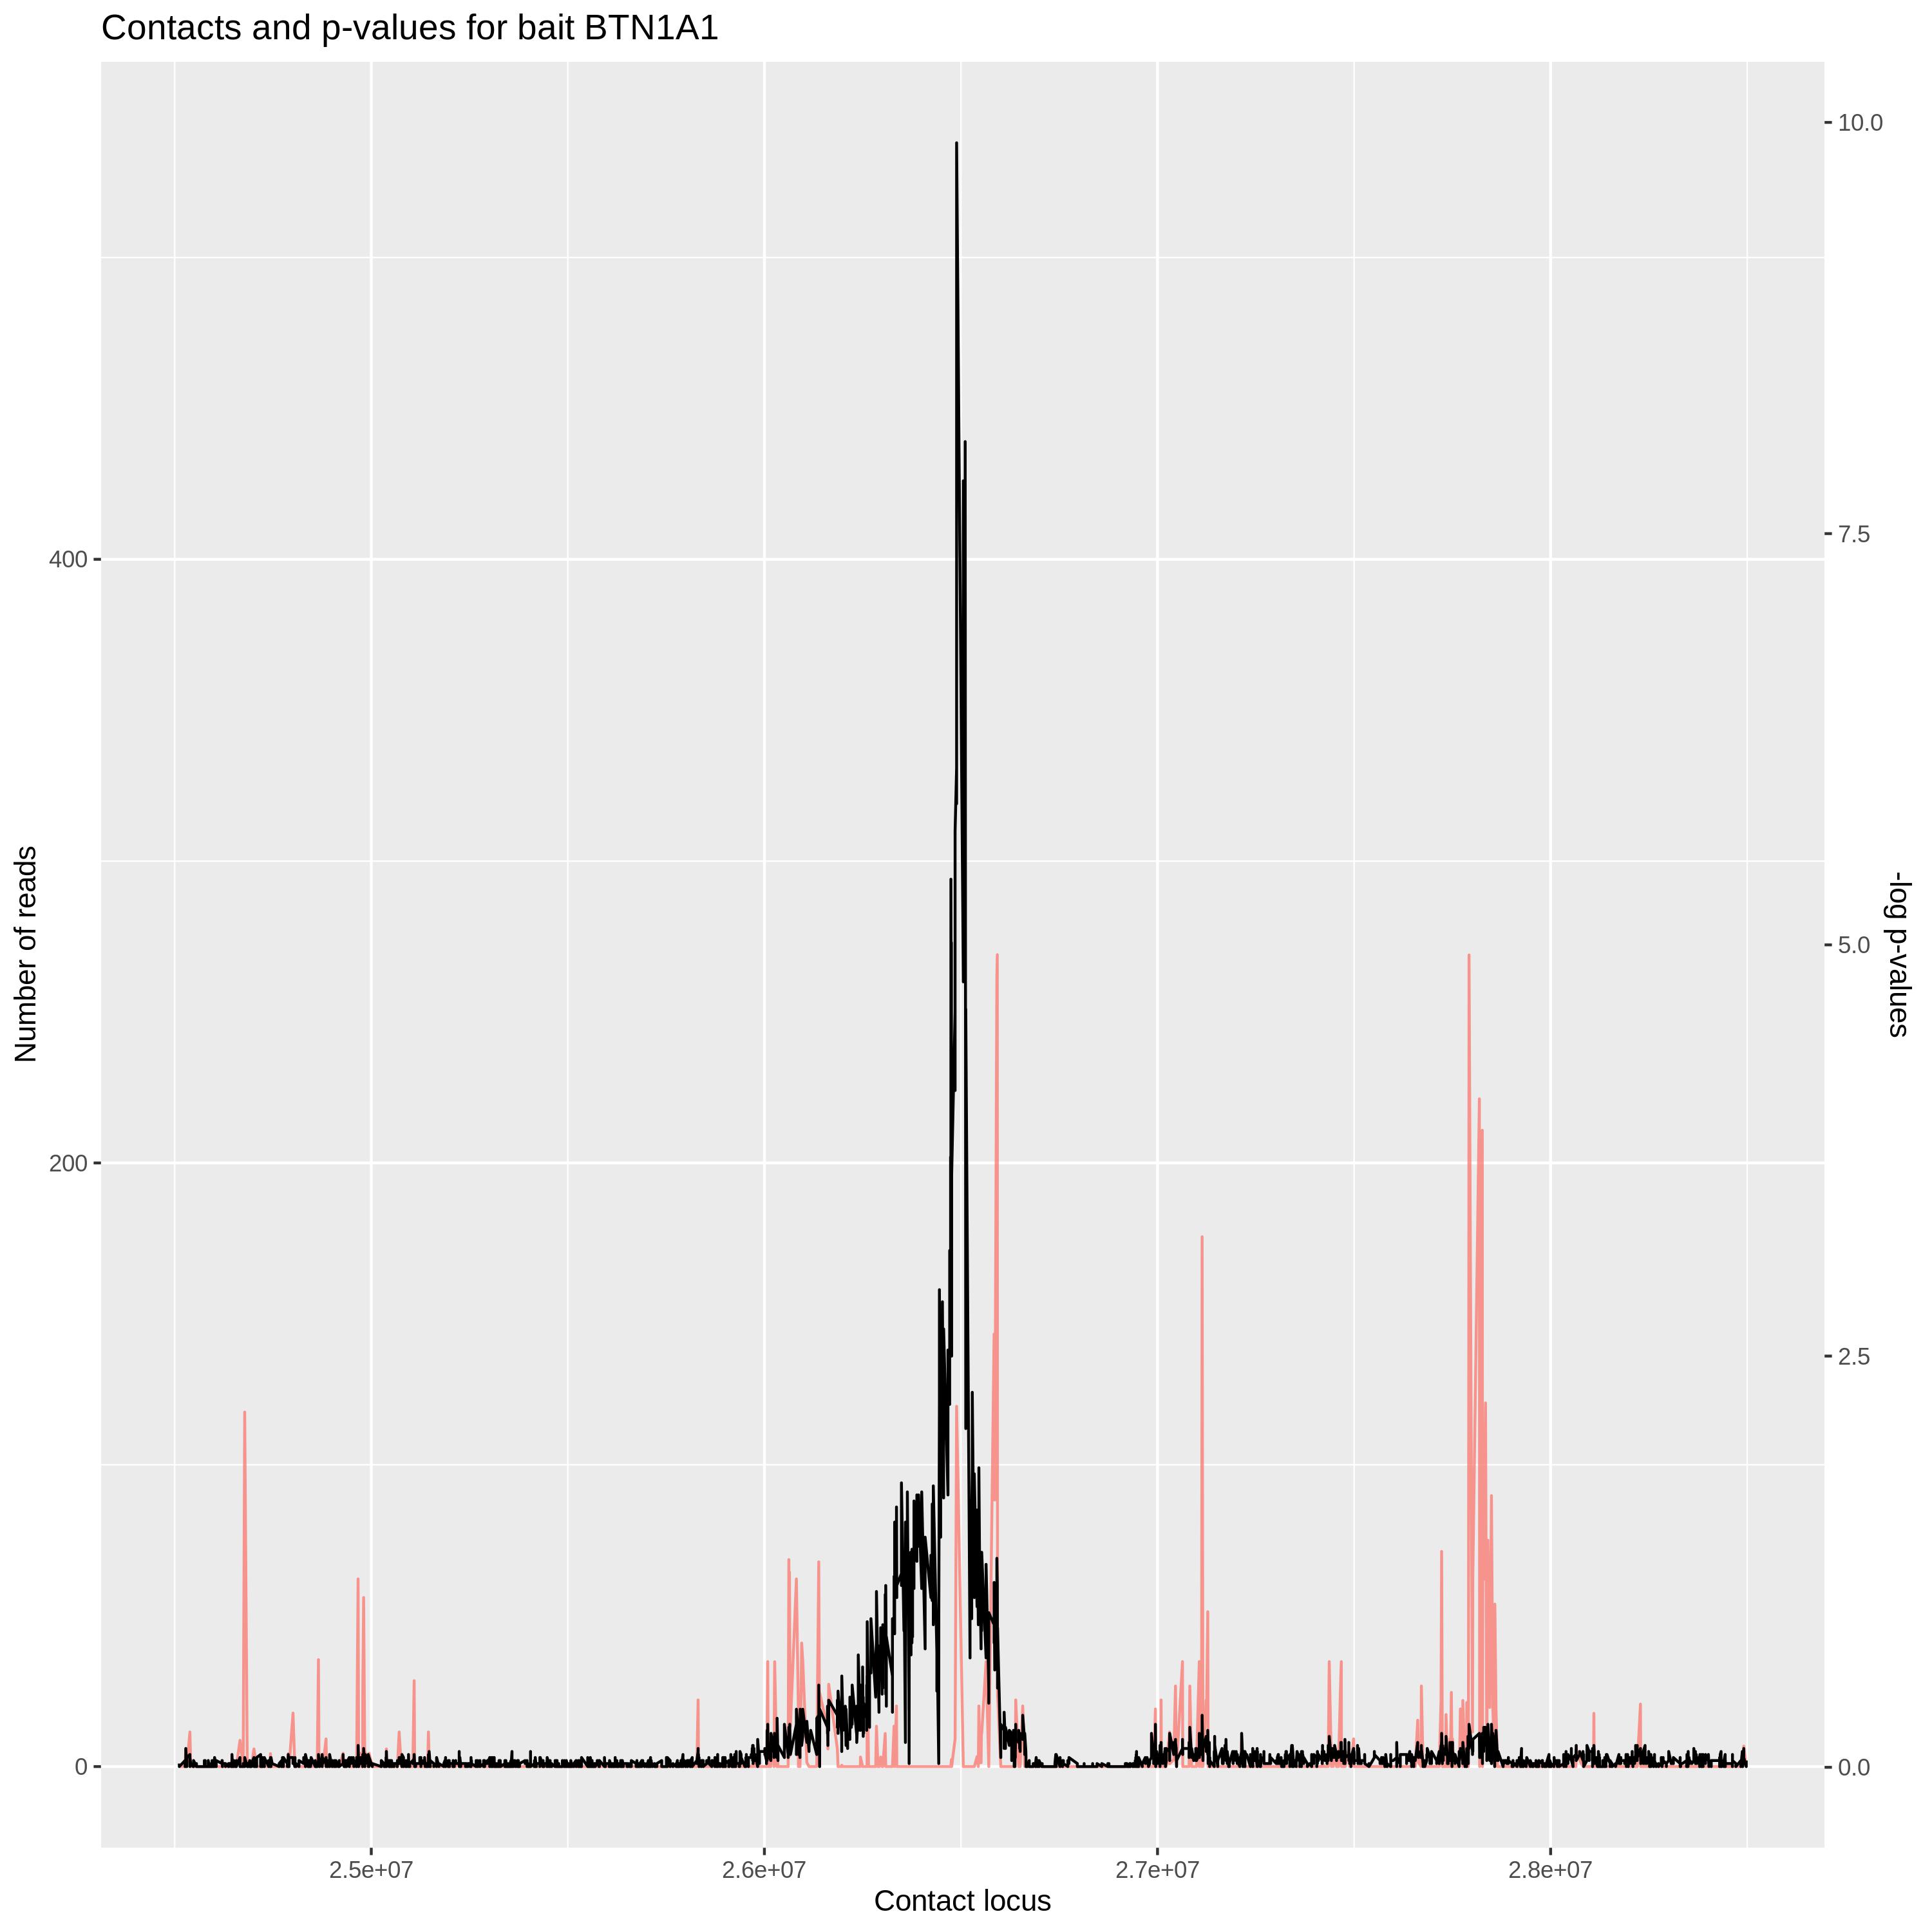 Contacts and p-values for bait BTN1A1
10.0
7.5
400
5.0
Number of reads
-log p-values
200
2.5
0
0.0
2.5e+07
2.6e+07
2.7e+07
2.8e+07
Contact locus